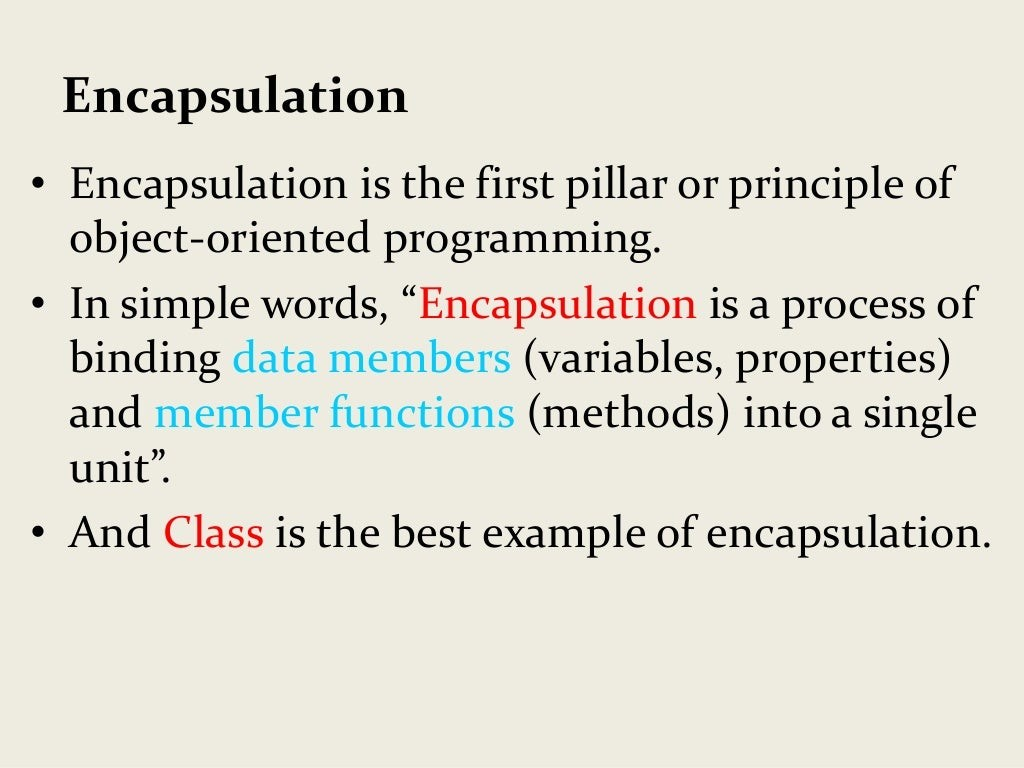 Encapsulation
• Encapsulation is the first pillar or principle of
object-oriented programming.
• In simple words, “Encapsulation is a process of
binding data members (variables, properties)
and member functions (methods) into a single
unit”.
• And Class is the best example of encapsulation.